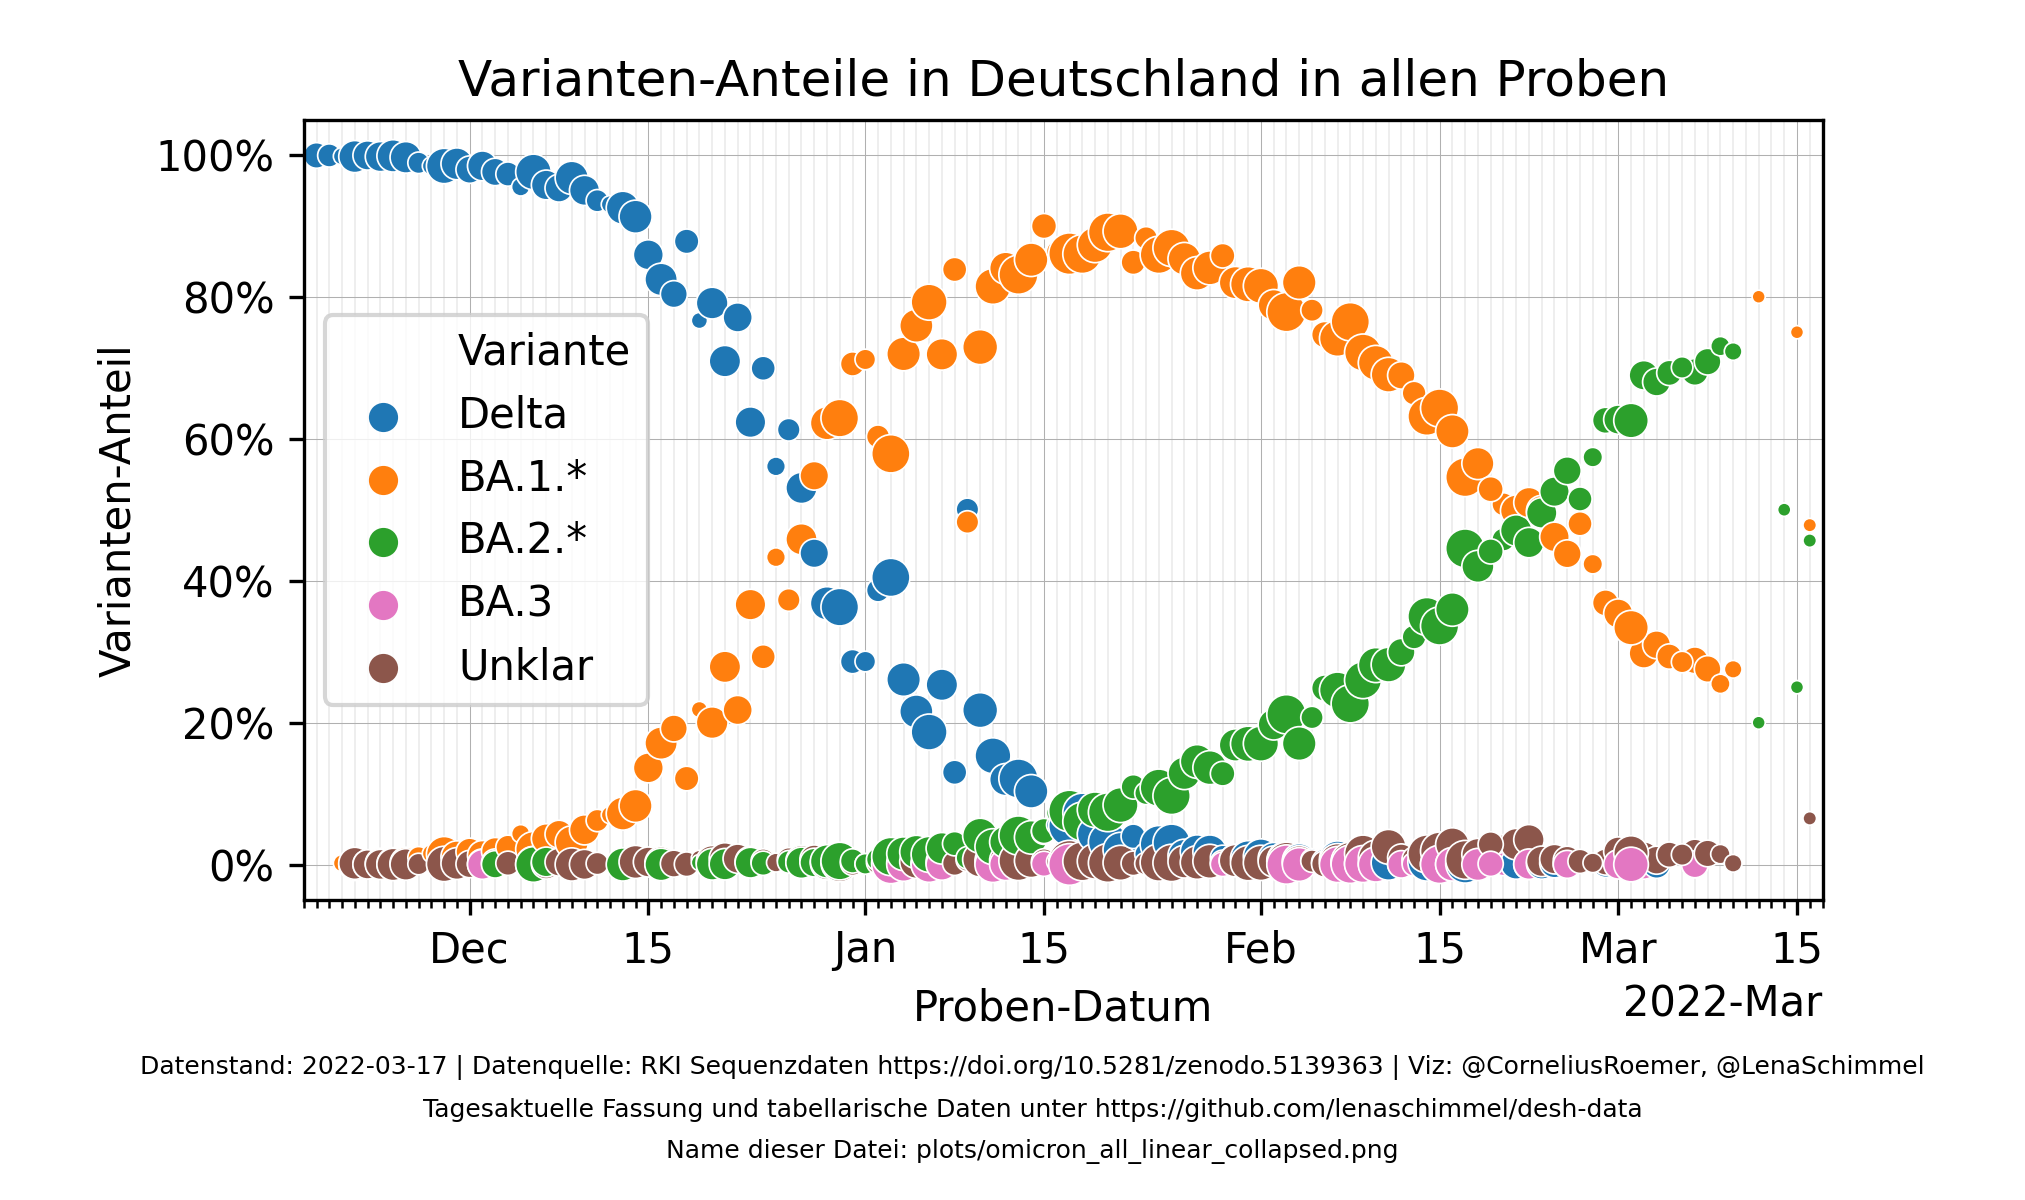 Varianten-Anteile in Deutschland in allen Proben
100%
80%
60%
40%
20%
0%
Varianten-Anteil
Variante
Delta
BA.1.*
BA.2.*
BA.3
Unklar
Dec 15 Jan 15 Feb 15 Mar 15
Proben-Datum
2022-Mar
Datenstand: 2022-03-17 | Datenquelle: RKI Sequenzdaten https://doi.org/10.5281/zenodo.5139363 | Viz: @CorneliusRoemer, @LenaSchimmel
Tagesaktuelle Fassung und tabellarische Daten unter https://github.com/lenaschimmel/desh-data
Name dieser Datei: plots/omicron_all_linear_collapsed.png